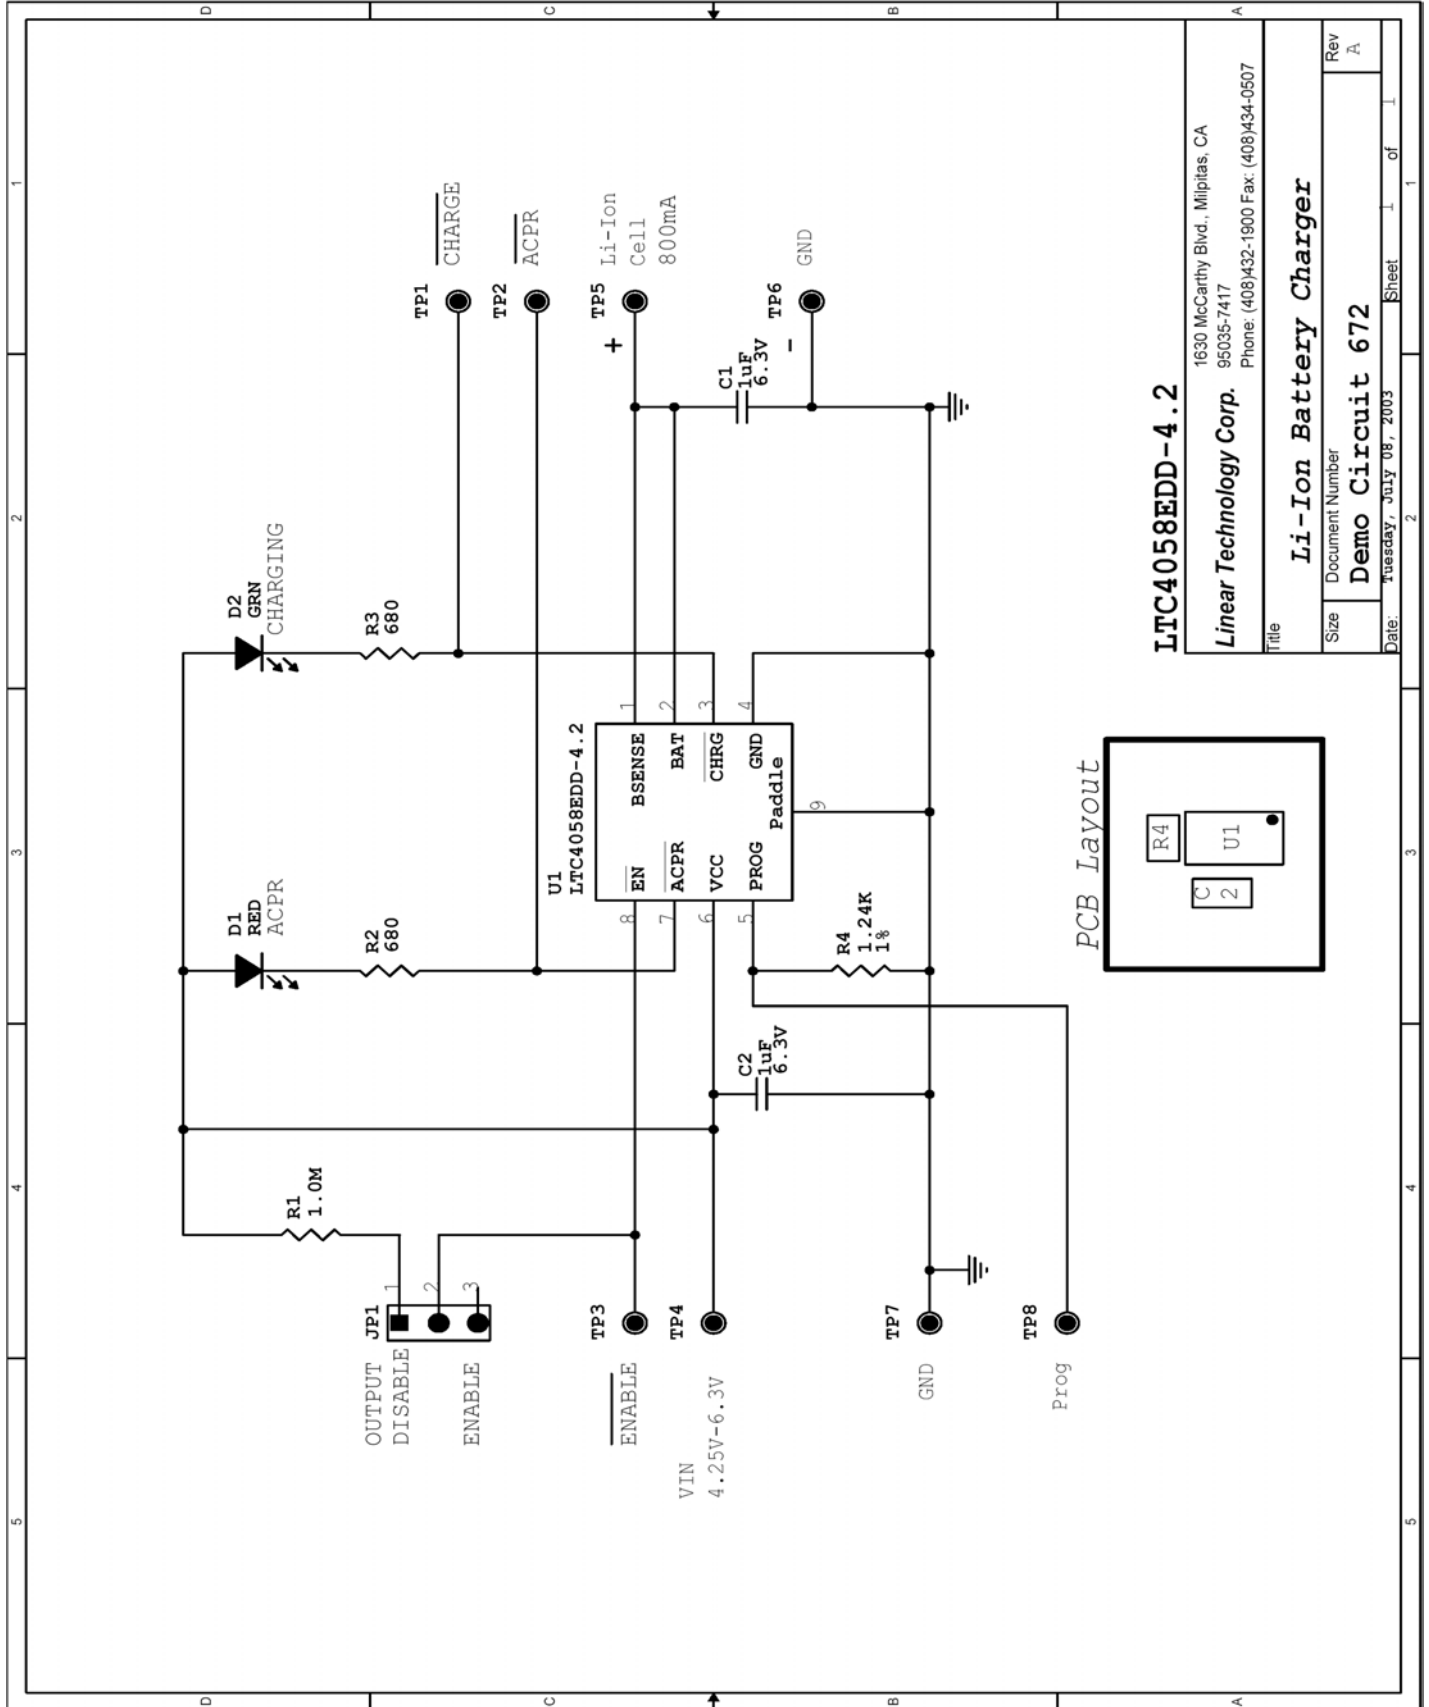 5
4
3
2
1
D
C
B
A
OUTPUT
DISABLE
ENABLE
JP1
1
2
3
R1
1.0M
D1
RED
ACPR
R2
680
D2
GRN
CHARGING
R3
680
TP1
CHARGE
TP2
ACPR
TP3
ENABLE
TP4
VIN
4.25V-6.3V
U1
LTC4058EDD-4.2
8
EN
BSENSE
1
7
ACPR
BAT
2
6
VCC
CHRG
3
5
PROG
GND
4
Paddle
9
TP5
+
Li-Ion
Cell
800mA
C1
1uF
6.3V
-
TP6
GND
C2
1uF
6.3V
R4
1.24K
1%
TP7
GND
TP8
Prog
PCB Layout
R4
C
2
U1
LTC4058EDD-4.2
Linear Technology Corp.
1630 McCarthy Blvd., Milpitas, CA
95035-7417
Phone: (408)432-1900 Fax: (408)434-0507
Title
Li-Ion Battery Charger
Size
Document Number
Rev
Demo Circuit 672
A
Date:
Tuesday, July 08, 2003
Sheet
1
of
1
D
C
B
A
5
4
3
2
1